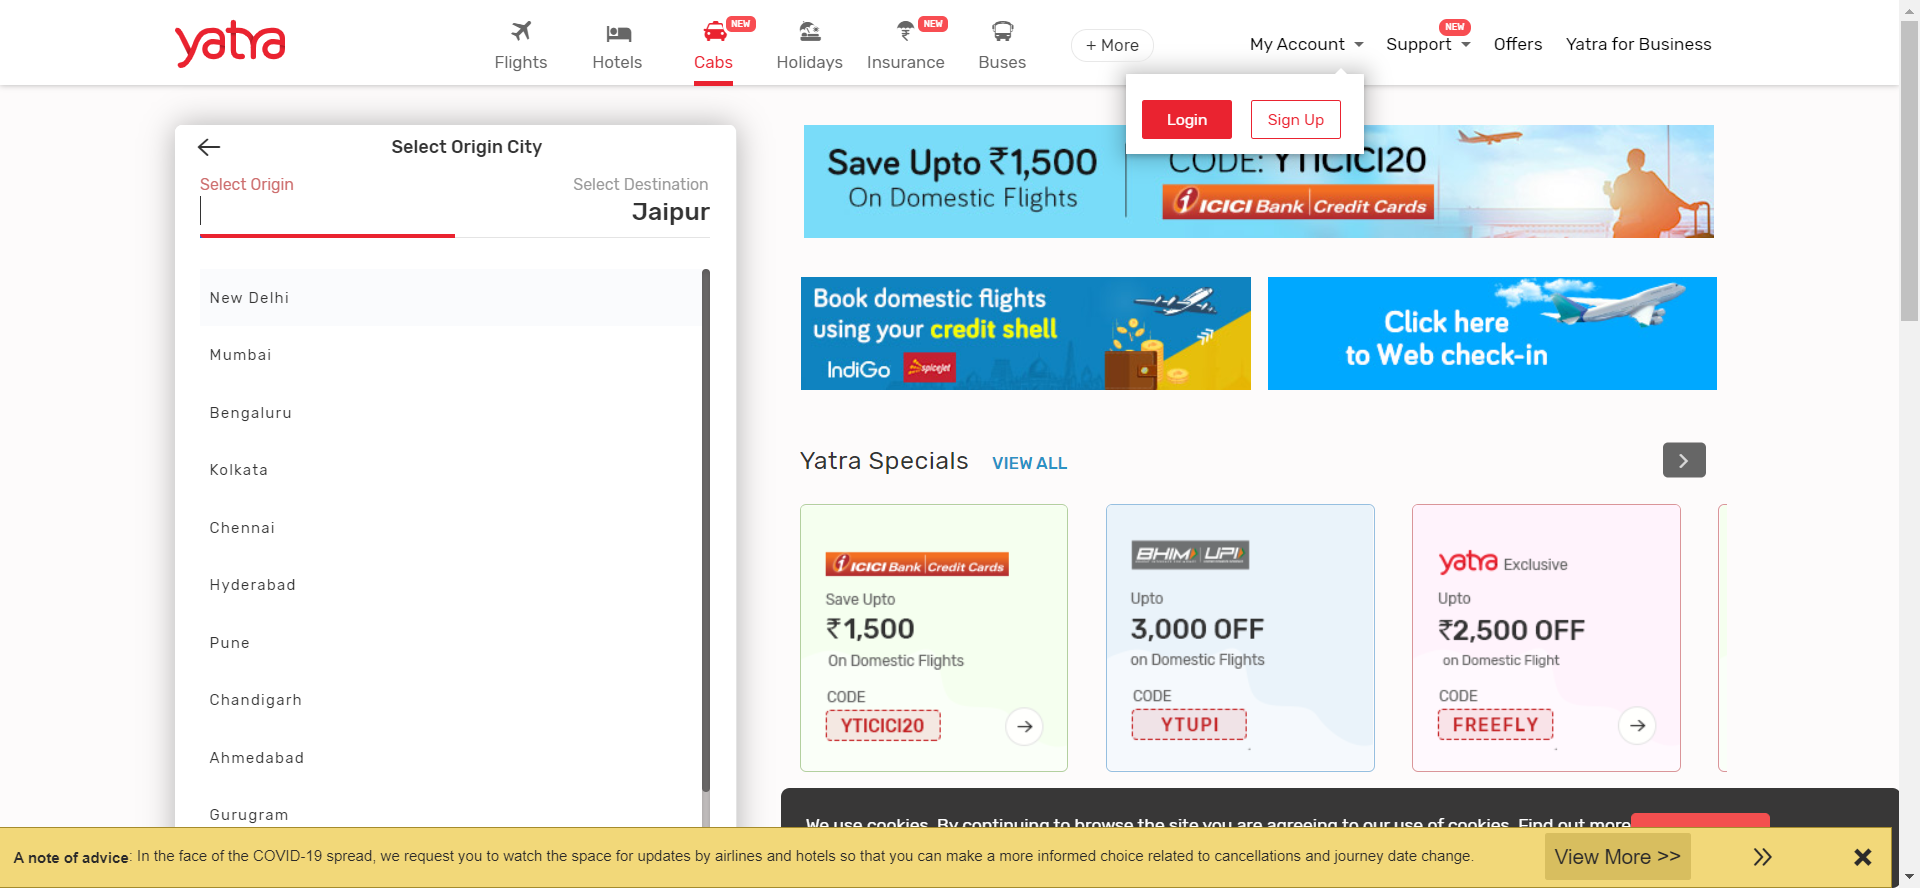 yatra
Flights
Hotels
NEW
Cabs
Holidays
NEW
Insurance
Buses
+ More
My Account
NEW
Support
Offers
Yatra for Business
Login
Sign Up
Select Origin City
Select Origin
Select Destination
Jaipur
New Delhi
Mumbai
Bengaluru
Kolkata
Chennai
Hyderabad
Pune
Chandigarh
Ahmedabad
Gurugram
Save Upto ₹1,500
On Domestic Flights
CODE: YTICICI20
ICICI Bank Credit Cards
Book domestic flights
using your credit shell
IndiGo spicejet
Click here
to Web check-in
Yatra Specials VIEW ALL
ICICI Bank Credit Cards
Save Upto
₹1,500
On Domestic Flights
CODE
YTICICI20
BHIM UPI
Upto
3,000 OFF
on Domestic Flights
CODE
YTUPI
yatra Exclusive
Upto
₹2,500 OFF
on Domestic Flight
CODE
FREEFLY
We use cookies. By continuing to browse the site you are agreeing to our use of cookies. Find out more
A note of advice: In the face of the COVID-19 spread, we request you to watch the space for updates by airlines and hotels so that you can make a more informed choice related to cancellations and journey date change.
View More >>